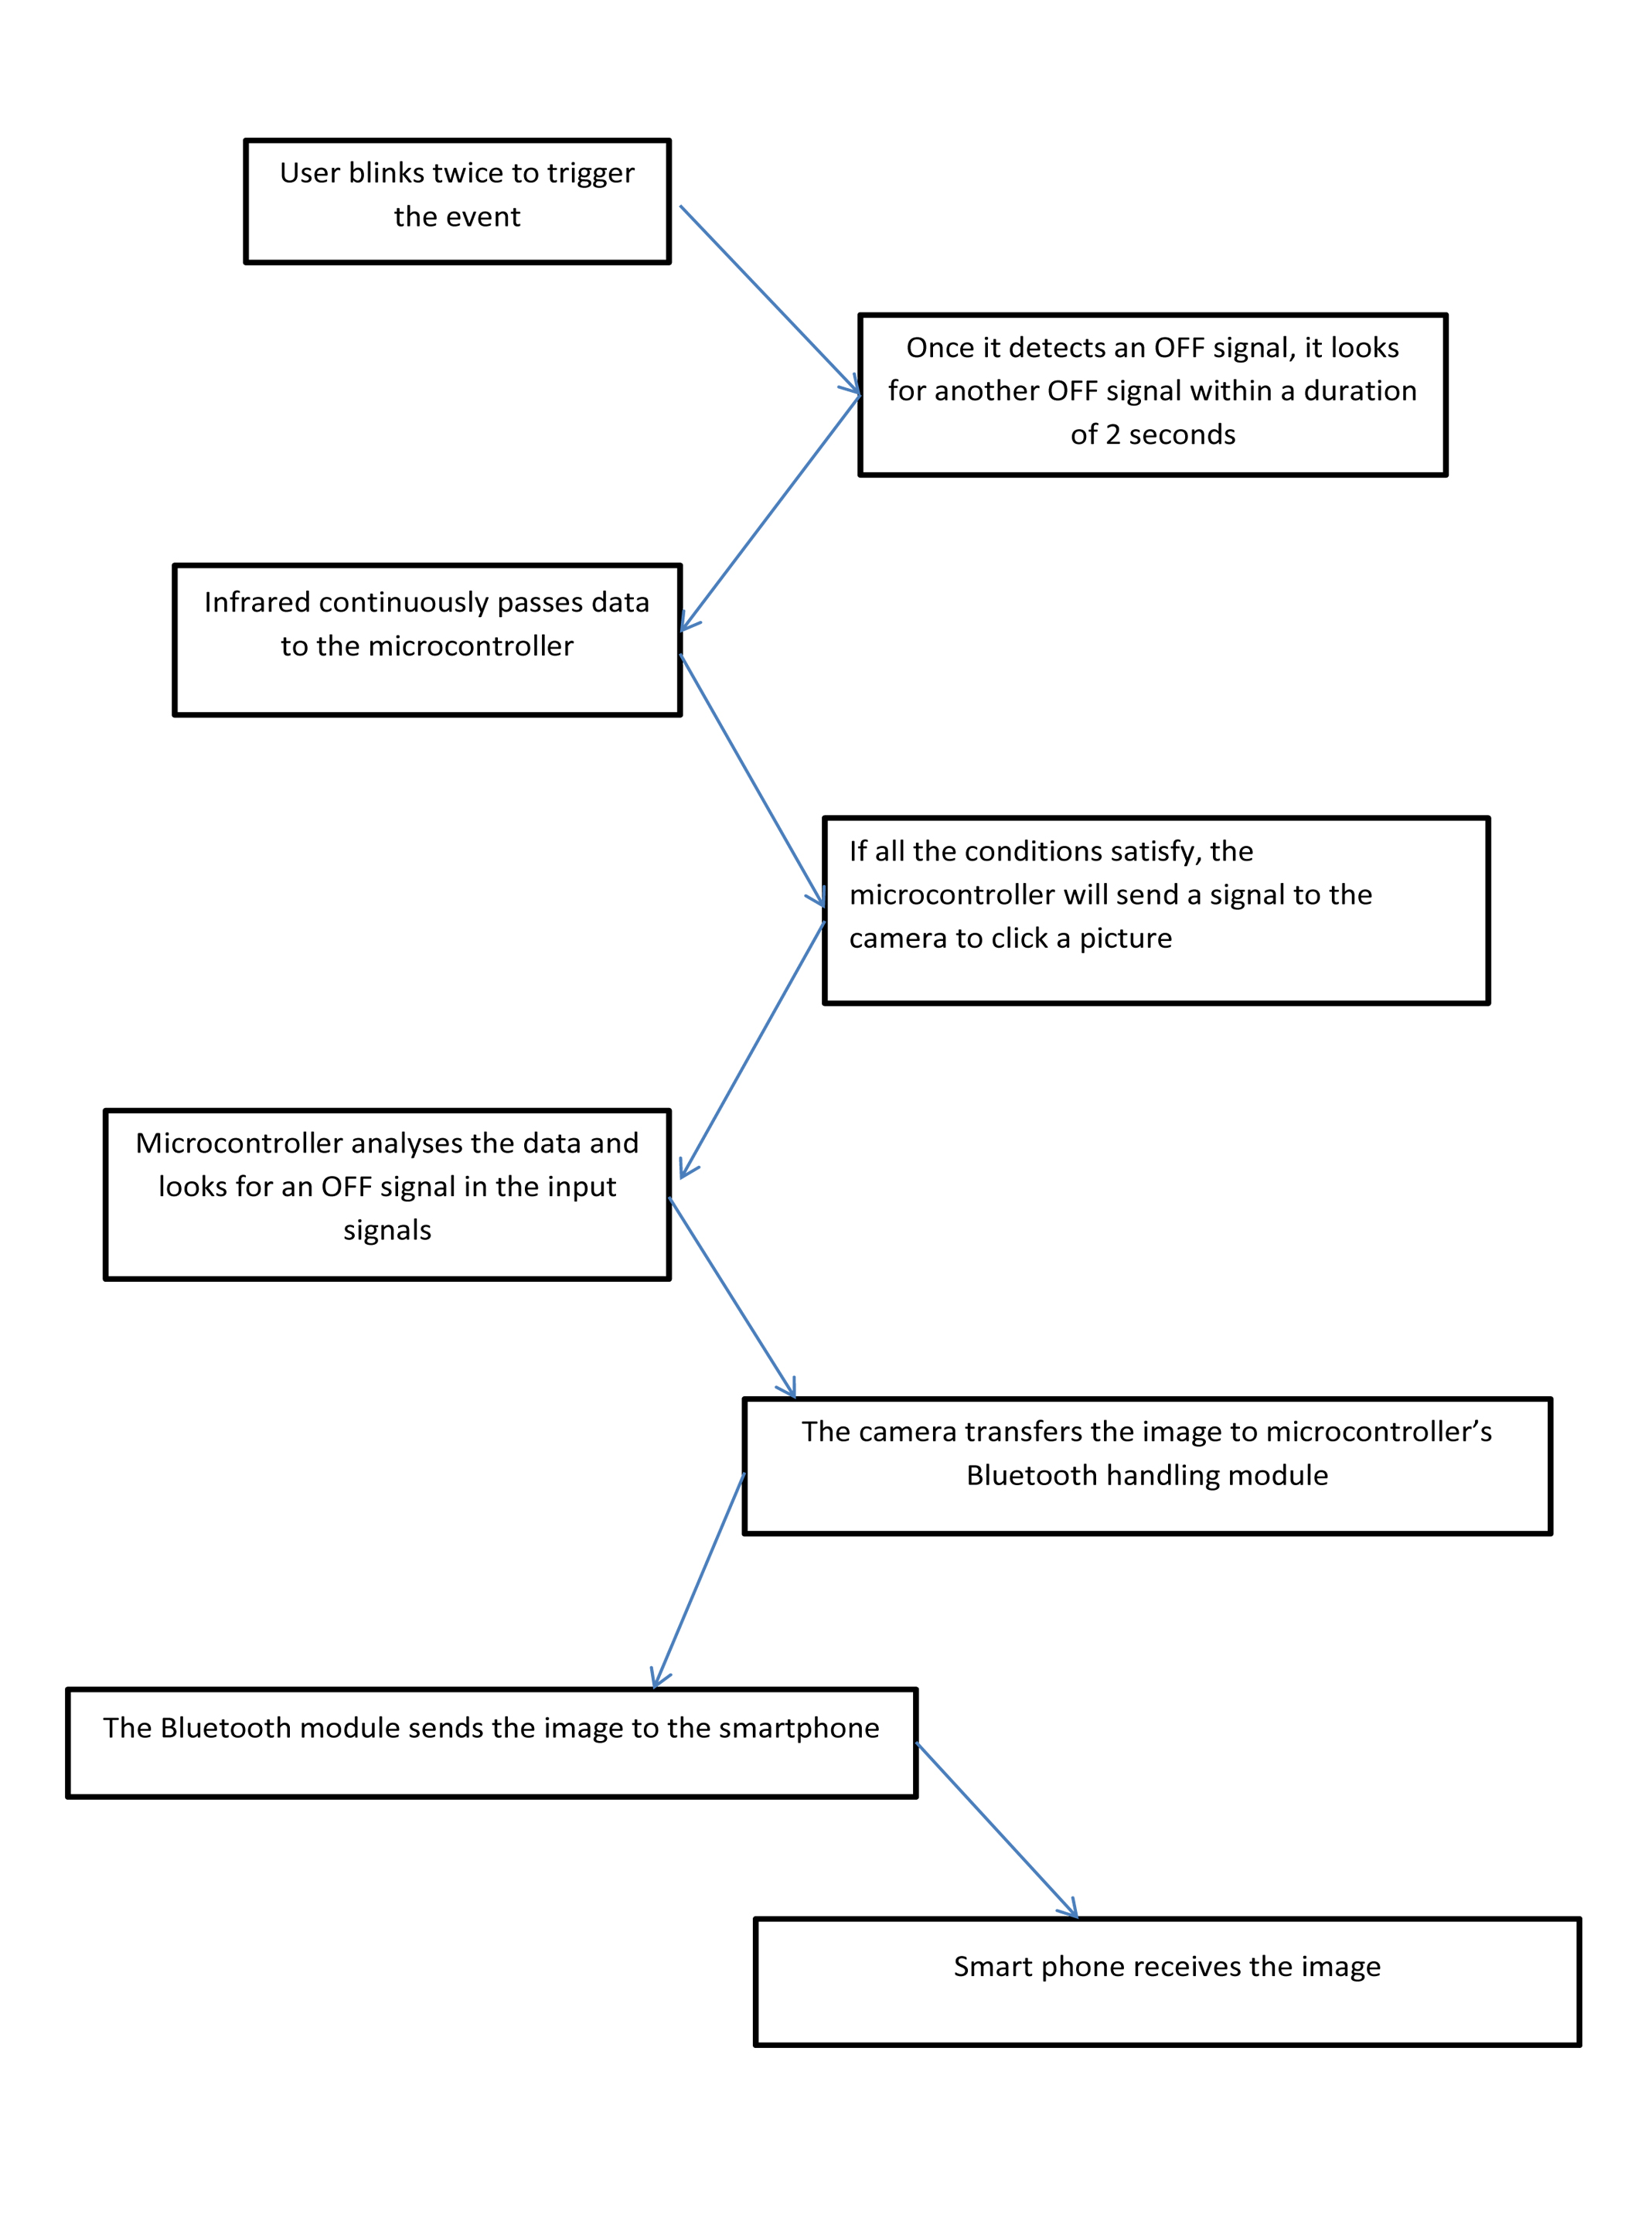 User blinks twice to trigger
the event
Once it detects an OFF signal, it looks
for another OFF signal within a duration
of 2 seconds
Infrared continuously passes data
to the microcontroller
If all the conditions satisfy, the
microcontroller will send a signal to the
camera to click a picture
Microcontroller analyses the data and
looks for an OFF signal in the input
signals
The camera transfers the image to microcontroller’s
Bluetooth handling module
The Bluetooth module sends the image to the smartphone
Smart phone receives the image